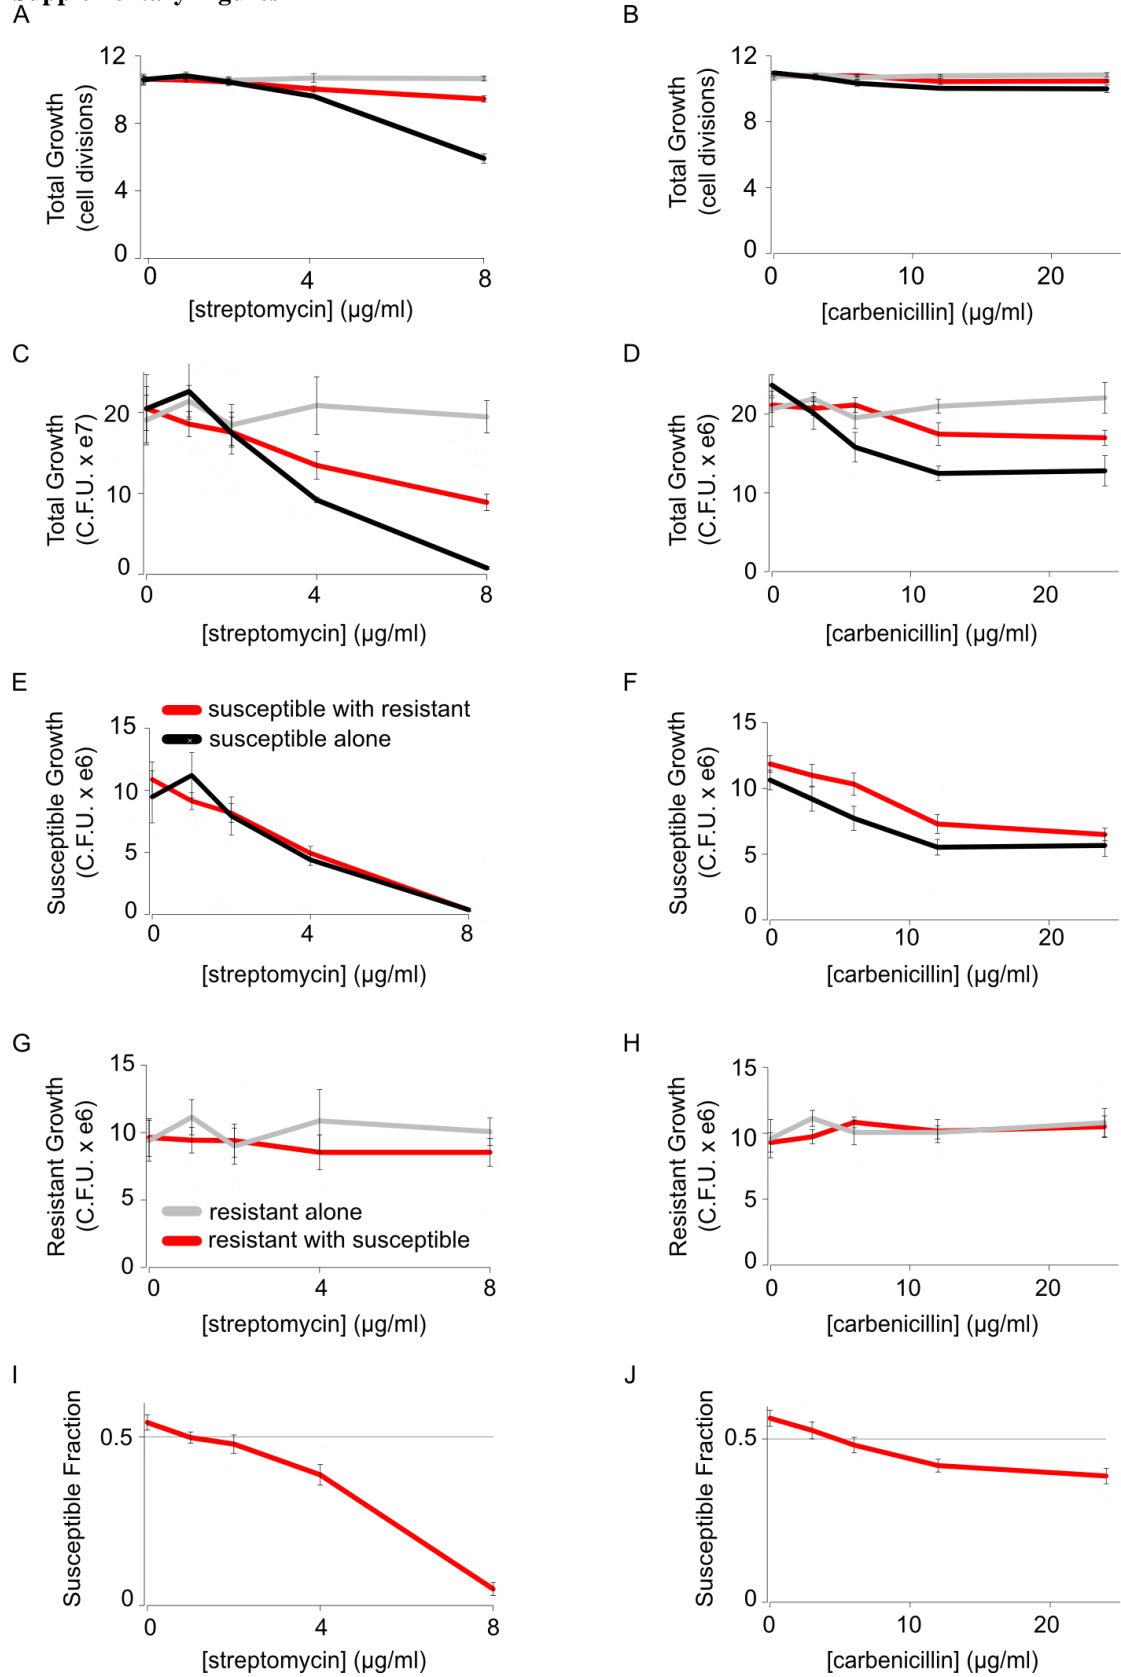 Supplementary Figures
A
B
12
8
4
0
Total Growth
(cell divisions)
0 4 8
[streptomycin] (µg/ml)
12
8
4
0
Total Growth
(cell divisions)
0 10 20
[carbenicillin] (µg/ml)
C
D
20
10
0
Total Growth
(C.F.U. x e7)
0 4 8
[streptomycin] (µg/ml)
20
10
0
Total Growth
(C.F.U. x e6)
0 10 20
[carbenicillin] (µg/ml)
E
F
susceptible with resistant
susceptible alone
15
10
5
0
Susceptible Growth
(C.F.U. x e6)
0 4 8
[streptomycin] (µg/ml)
15
10
5
0
Susceptible Growth
(C.F.U. x e6)
0 10 20
[carbenicillin] (µg/ml)
G
H
15
10
5
0
Resistant Growth
(C.F.U. x e6)
resistant alone
resistant with susceptible
0 4 8
[streptomycin] (µg/ml)
15
10
5
0
Resistant Growth
(C.F.U. x e6)
0 10 20
[carbenicillin] (µg/ml)
I
J
0.5
0
Susceptible Fraction
0 4 8
[streptomycin] (µg/ml)
0.5
0
Susceptible Fraction
0 10 20
[carbenicillin] (µg/ml)